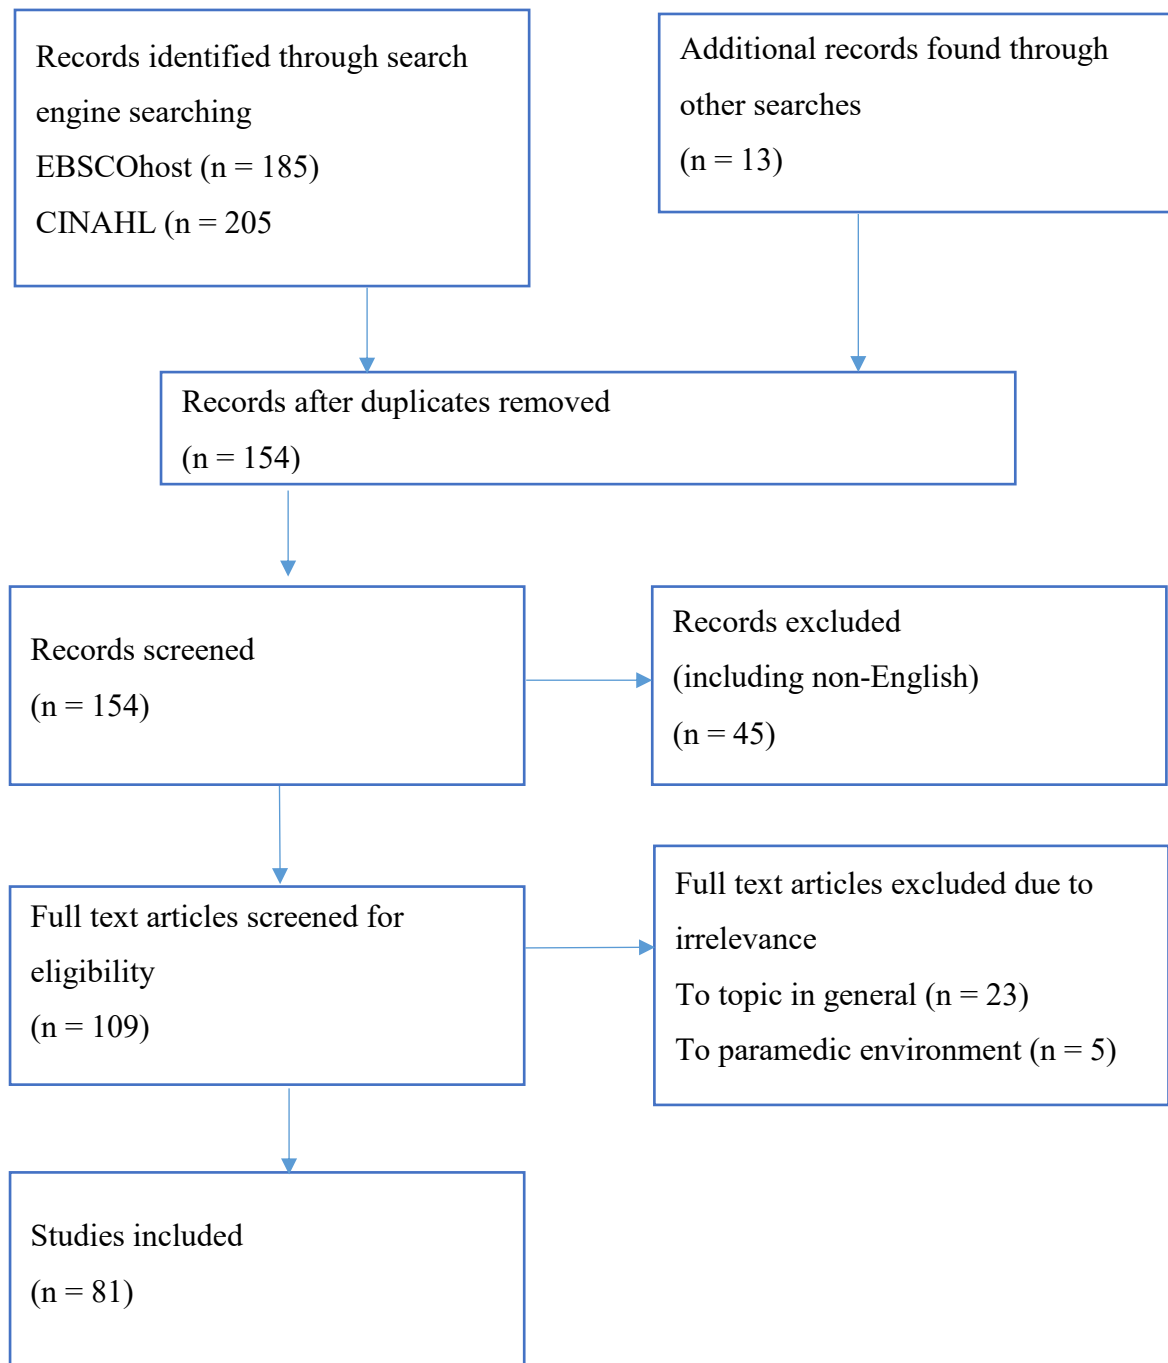 Records identified through search
engine searching
EBSCOhost (n = 185)
CINAHL (n = 205
Additional records found through
other searches
(n = 13)
Records after duplicates removed
(n = 154)
Records screened
(n = 154)
Records excluded
(including non-English)
(n = 45)
Full text articles screened for
eligibility
(n = 109)
Full text articles excluded due to
irrelevance
To topic in general (n = 23)
To paramedic environment (n = 5)
Studies included
(n = 81)